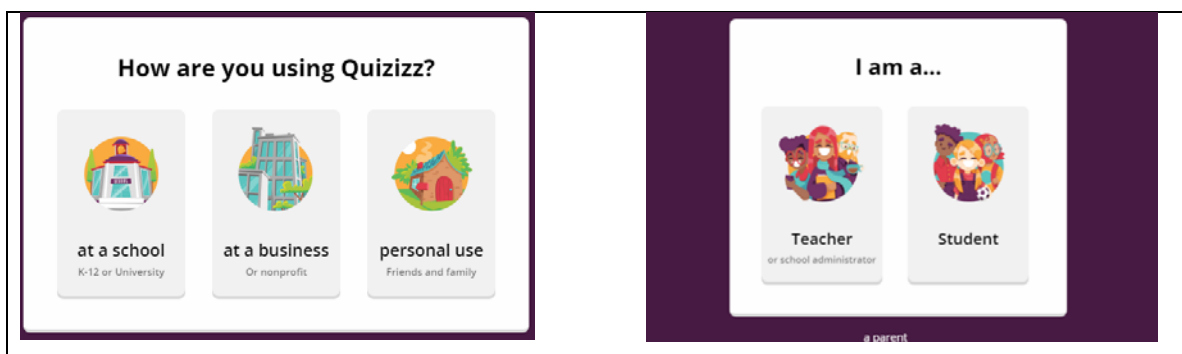 How are you using Quizizz?
at a school
K-12 or University
at a business
Or nonprofit
personal use
Friends and family
I am a...
Teacher
or school administrator
Student
a parent